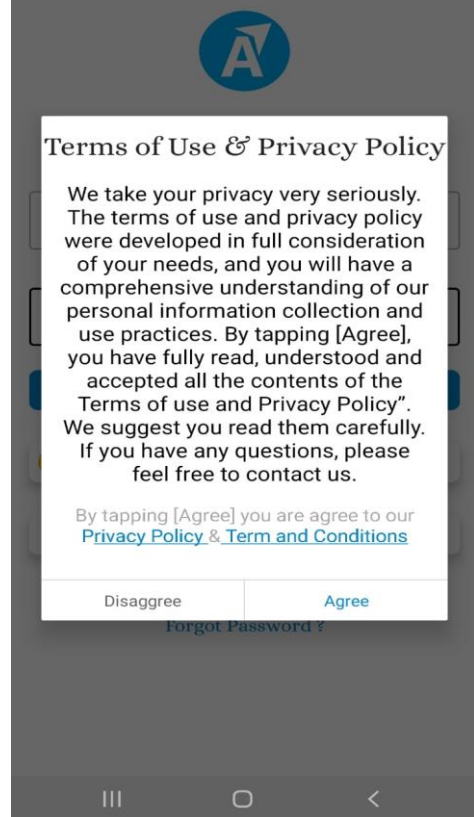 A
Terms of Use & Privacy Policy
We take your privacy very seriously.
The terms of use and privacy policy
were developed in full consideration
of your needs, and you will have a
comprehensive understanding of our
personal information collection and
use practices. By tapping [Agree],
you have fully read, understood and
accepted all the contents of the
Terms of use and Privacy Policy”.
We suggest you read them carefully.
If you have any questions, please
feel free to contact us.
By tapping [Agree] you are agree to our
Privacy Policy & Term and Conditions
Disaggree Agree
Forgot Password ?